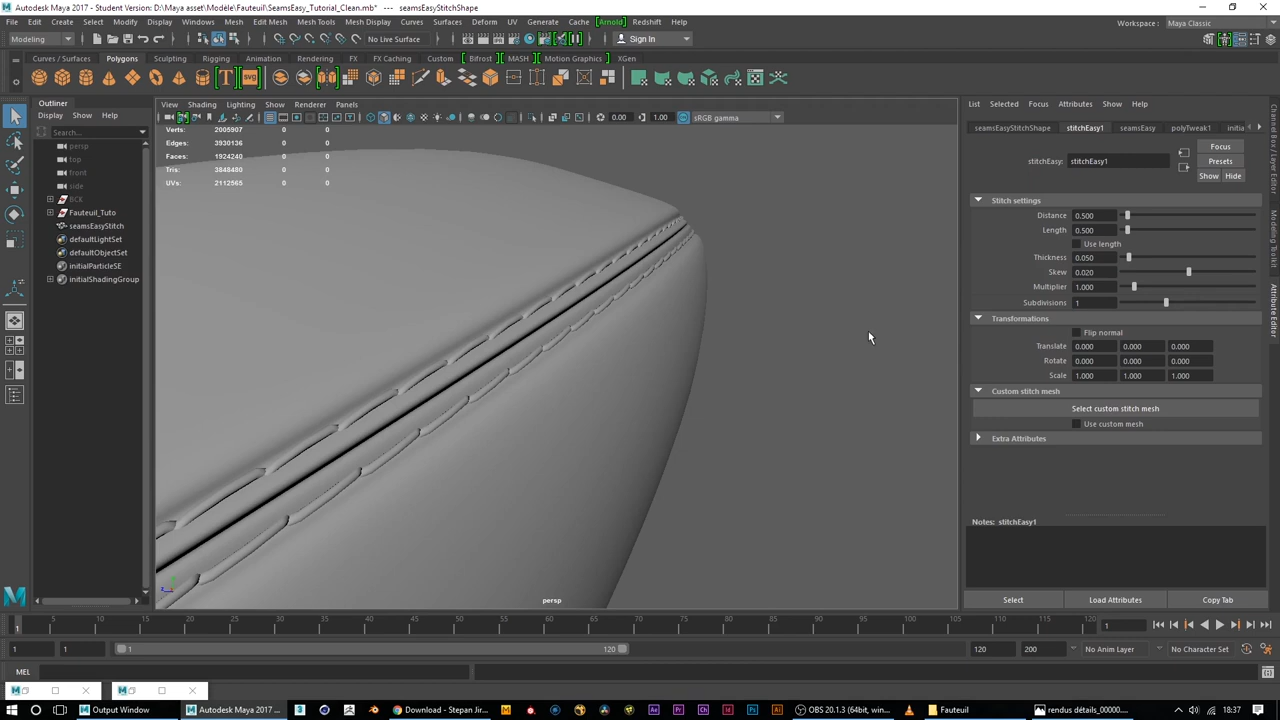 Autodesk Maya 2017 - Student Version: D:\Maya asset\Modele\Fauteuil\SeamsEasy_Tutorial_Clean.mb* --- seamsEasyStitchShape
File Edit Create Select Modify Display Windows Mesh Edit Mesh Mesh Tools Mesh Display Curves Surfaces Deform UV Generate Cache Arnold Redshift Help Workspace : Maya Classic
Modeling No Live Surface Sign In
Curves / Surfaces Polygons Sculpting Rigging Animation Rendering FX FX Caching Custom Bifrost MASH Motion Graphics XGen
Outliner
Display Show Help
Search...
persp
top
front
side
BCK
Fauteuil_Tuto
seamsEasyStitch
defaultLightSet
defaultObjectSet
initialParticleSE
initialShadingGroup
View Shading Lighting Show Renderer Panels
0.00 1.00 sRGB gamma
Verts: 2005907 0 0
Edges: 3930136 0 0
Faces: 1924240 0 0
Tris: 3848480 0 0
UVs: 2112565 0 0
persp
List Selected Focus Attributes Show Help
seamsEasyStitchShape stitchEasy1 seamsEasy polyTweak1 initia
stitchEasy: stitchEasy1
Focus
Presets
Show Hide
Stitch settings
Distance 0.500
Length 0.500
Use length
Thickness 0.050
Skew 0.020
Multiplier 1.000
Subdivisions 1
Transformations
Flip normal
Translate 0.000 0.000 0.000
Rotate 0.000 0.000 0.000
Scale 1.000 1.000 1.000
Custom stitch mesh
Select custom stitch mesh
Use custom mesh
Extra Attributes
Notes: stitchEasy1
Select Load Attributes Copy Tab
Channel Box / Layer Editor
Modeling Toolkit
Attribute Editor
1 5 10 15 20 25 30 35 40 45 50 55 60 65 70 75 80 85 90 95 100 105 110 115 120 1
1 1 1 120 120 200 No Anim Layer No Character Set
MEL
Output Window Autodesk Maya 2017 ... Download - Stepan Jir... OBS 20.1.3 (64bit, win... Fauteuil rendus détails_00000.... 18:37